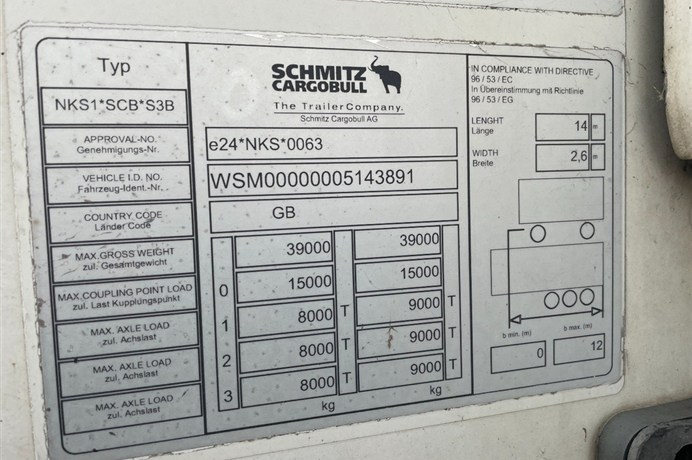 Typ
NKS1*SCB*S3B
SCHMITZ
CARGOBULL
The TrailerCompany.
Schmitz Cargobull AG
IN COMPLIANCE WITH DIRECTIVE
96 / 53 / EC
In Übereinstimmung mit Richtlinie
96 / 53 / EG
APPROVAL-NO.
Genehmigungs-Nr.
e24*NKS*0063
LENGHT
Länge
14 m
VEHICLE I.D. NO.
Fahrzeug-Ident.-Nr.
WSM00000005143891
WIDTH
Breite
2,6 m
COUNTRY CODE
Länder Code
GB
MAX.GROSS WEIGHT
zul. Gesamtgewicht
39000 39000
MAX.COUPLING POINT LOAD
zul. Last Kupplungspunkt
0 15000 15000
MAX. AXLE LOAD
zul. Achslast
1 8000 T 9000 T
MAX. AXLE LOAD
zul. Achslast
2 8000 T 9000 T
MAX. AXLE LOAD
zul. Achslast
3 8000 T 9000 T
kg kg
b min. (m) b max. (m)
0 12